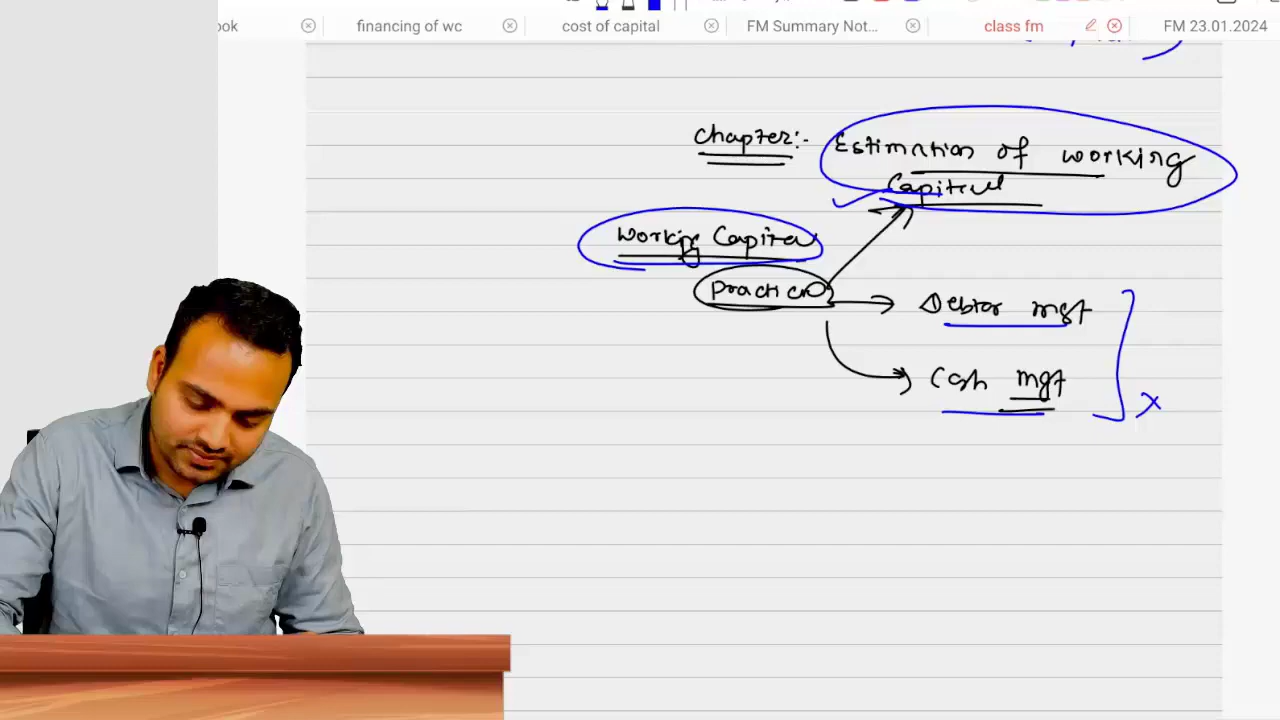 ook financing of wc cost of capital FM Summary Not... class fm FM 23.01.2024
Chapter:- Estimation of working
Capital
Working Capital
Practical
Debtor mgt
Cash mgt
X